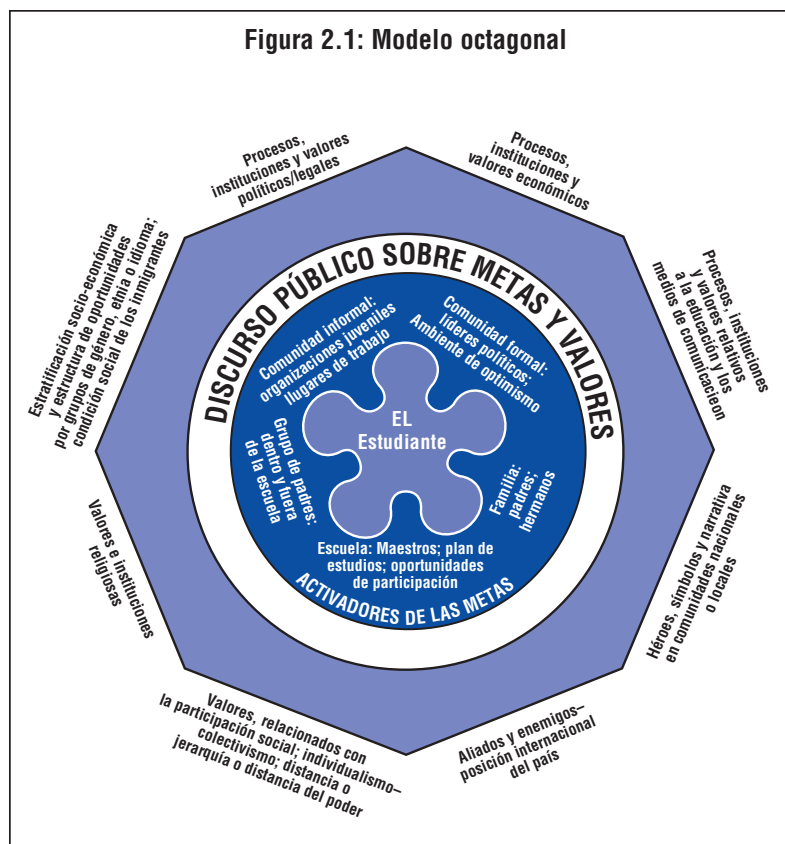 Figura 2.1: Modelo octagonal
Procesos,
instituciones y valores
políticos/legales
Procesos,
instituciones y
valores económicos
Procesos, instituciones
y valores relativos
a la educación y los
medios de comunicacieon
Héroes, símbolos y narrativa
en comunidades nacionales
o locales
Aliados y enemigos–
posición internacional
del país
Valores, relacionados con
la participación social; individualismo–
colectivismo; distancia o
jerarquía o distancia del poder
Valores e instituciones
religiosas
Estratificación socio-económica
y estructura de oportunidades
por grupos de género, etnia o idioma;
condición social de los inmigrantes
DISCURSO PÚBLICO SOBRE METAS Y VALORES
Comunidad informal:
organizaciones juveniles
llugares de trabajo
Comunidad formal:
líderes políticos;
Ambiente de optimismo
Familia:
padres;
hermanos
Escuela: Maestros; plan de
estudios; oportunidades
de participación
Grupo de padres:
dentro y fuera
de la escuela
EL
Estudiante
ACTIVADORES DE LAS METAS